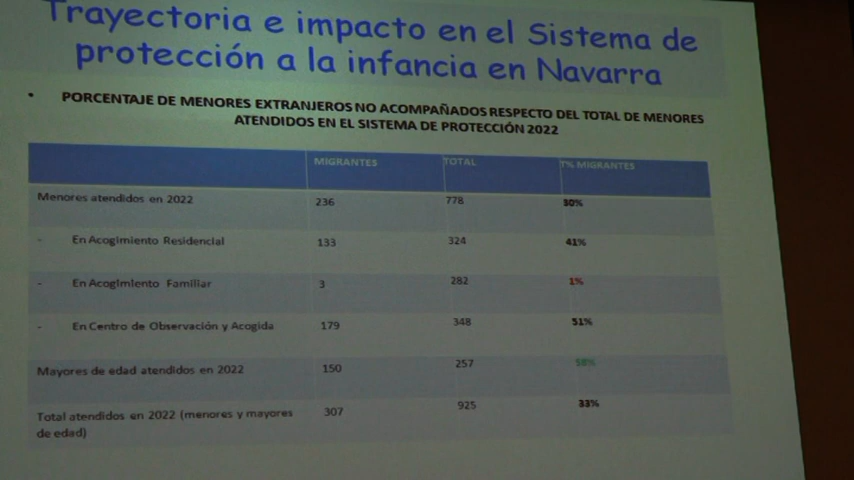 Trayectoria e impacto en el Sistema de
protección a la infancia en Navarra
• PORCENTAJE DE MENORES EXTRANJEROS NO ACOMPAÑADOS RESPECTO DEL TOTAL DE MENORES
ATENDIDOS EN EL SISTEMA DE PROTECCIÓN 2022
MIGRANTES TOTAL T% MIGRANTES
Menores atendidos en 2022 236 778 30%
- En Acogimiento Residencial 133 324 41%
- En Acogimiento Familiar 3 282 1%
- En Centro de Observación y Acogida 179 348 51%
Mayores de edad atendidos en 2022 150 257 58%
Total atendidos en 2022 (menores y mayores 307 925 33%
de edad)